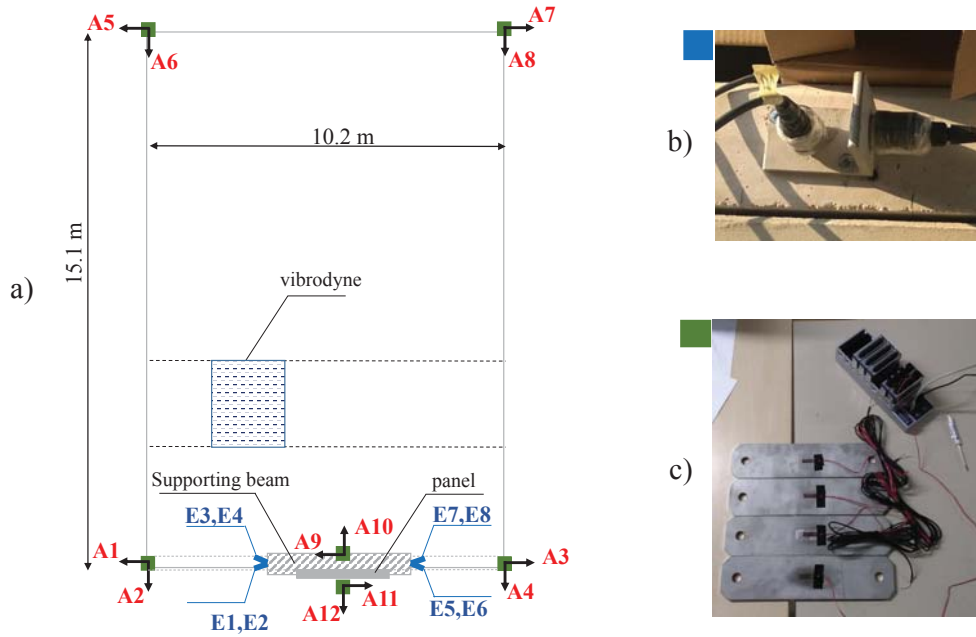 A5
A6
A7
A8
10.2 m
15.1 m
a)
vibrodyne
Supporting beam
panel
E3,E4
E7,E8
A10
A9
A1
A2
A3
A4
A11
A12
E1,E2
E5,E6
b)
c)